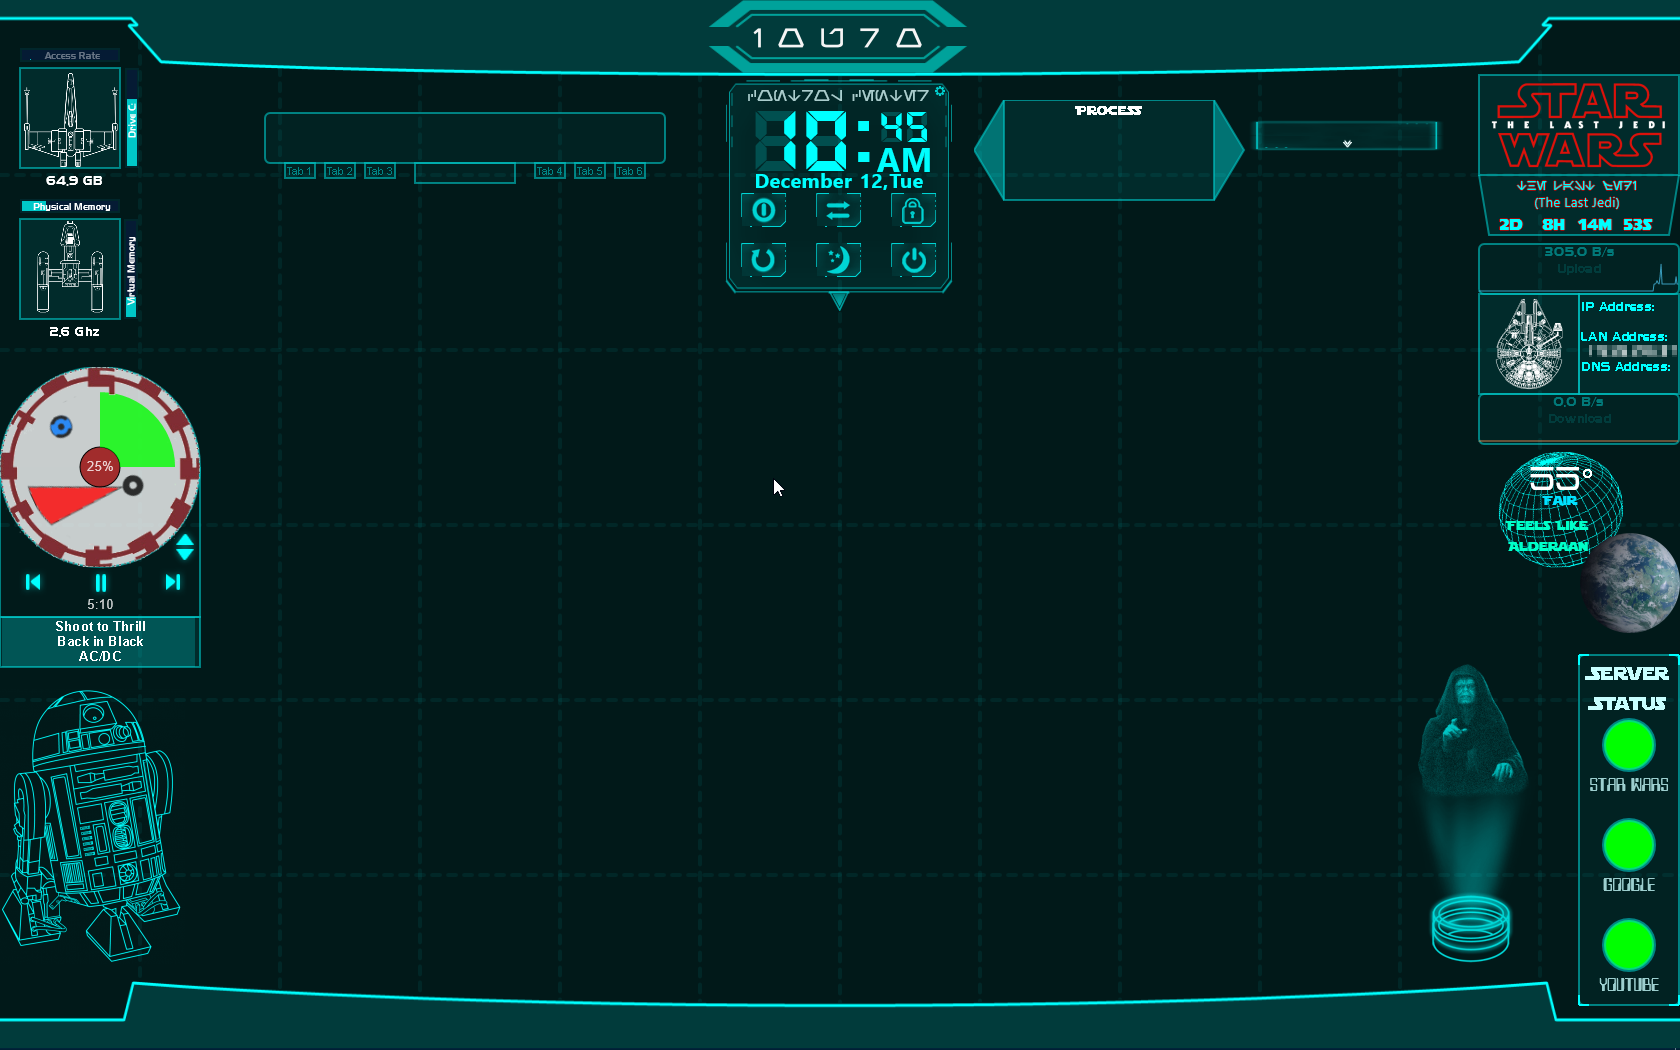 Access Rate
Drive C:
64.9 GB
Physical Memory
Virtual Memory
2.6 Ghz
25%
5:10
Shoot to Thrill
Back in Black
AC/DC
Tab 1
Tab 2
Tab 3
Tab 4
Tab 5
Tab 6
10:45
AM
December 12,Tue
PROCESS
STAR
THE LAST JEDI
WARS
(The Last Jedi)
2D 8H 14M 53S
305.0 B/s
Upload
IP Address:
LAN Address:
DNS Address:
0.0 B/s
Download
55°
FAIR
FEELS LIKE
ALDERAAN
SERVER
STATUS
STAR WARS
GOOGLE
YOUTUBE